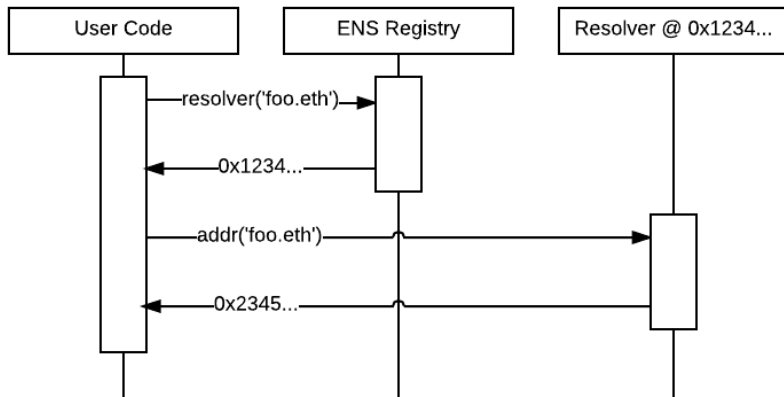 User Code
ENS Registry
Resolver @ 0x1234...
resolver('foo.eth')
0x1234...
addr('foo.eth')
0x2345...